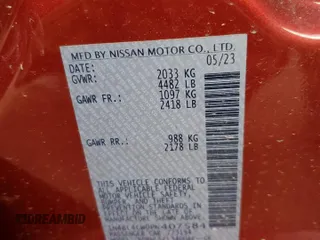 MFD BY NISSAN MOTOR CO., LTD.
DATE: 05/23
GVWR: 2033 KG
4482 LB
GAWR FR.: 1097 KG
2418 LB
GAWR RR.: 988 KG
2178 LB
THIS VEHICLE CONFORMS TO
ALL APPLICABLE FEDERAL
MOTOR VEHICLE SAFETY, BUMPER,
AND THEFT
PREVENTION STANDARDS IN
EFFECT ON THE DATE OF
MANUFACTURE SHOWN ABOVE.
PASSENGER CAR